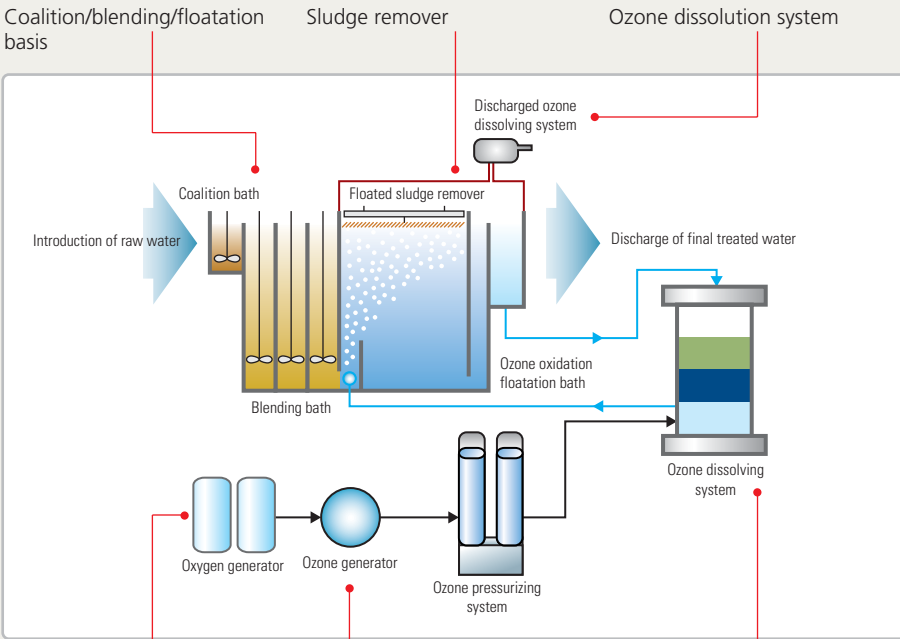 Coalition/blending/floatation
basis
Sludge remover
Ozone dissolution system
Discharged ozone
dissolving system
Coalition bath
Floated sludge remover
Introduction of raw water
Discharge of final treated water
Ozone oxidation
floatation bath
Blending bath
Ozone dissolving
system
Oxygen generator
Ozone generator
Ozone pressurizing
system